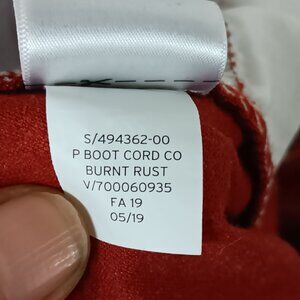 S/494362-00
P BOOT CORD CO
BURNT RUST
V/700060935
FA 19
05/19